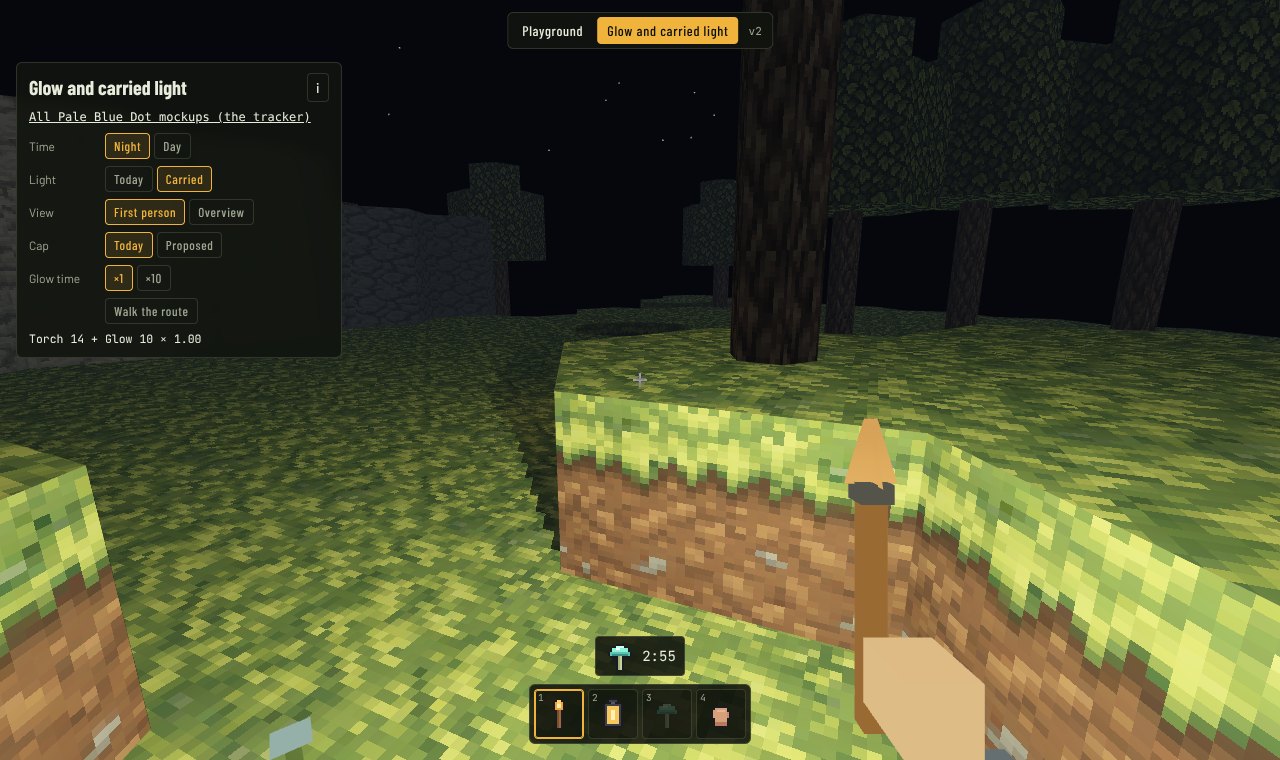 Playground Glow and carried light v2
Glow and carried light i
All Pale Blue Dot mockups (the tracker)
Time Night Day
Light Today Carried
View First person Overview
Cap Today Proposed
Glow time ×1 ×10
Walk the route
Torch 14 + Glow 10 × 1.00
2:55
1 2 3 4